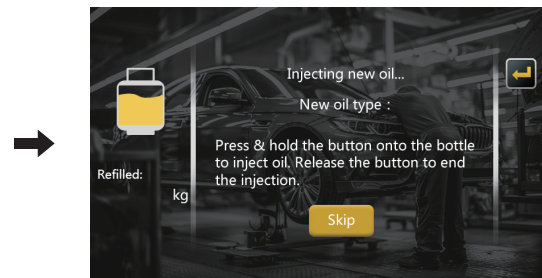 Injecting new oil...
New oil type :
Press & hold the button onto the bottle
to inject oil. Release the button to end
the injection.
Refilled:
kg
Skip